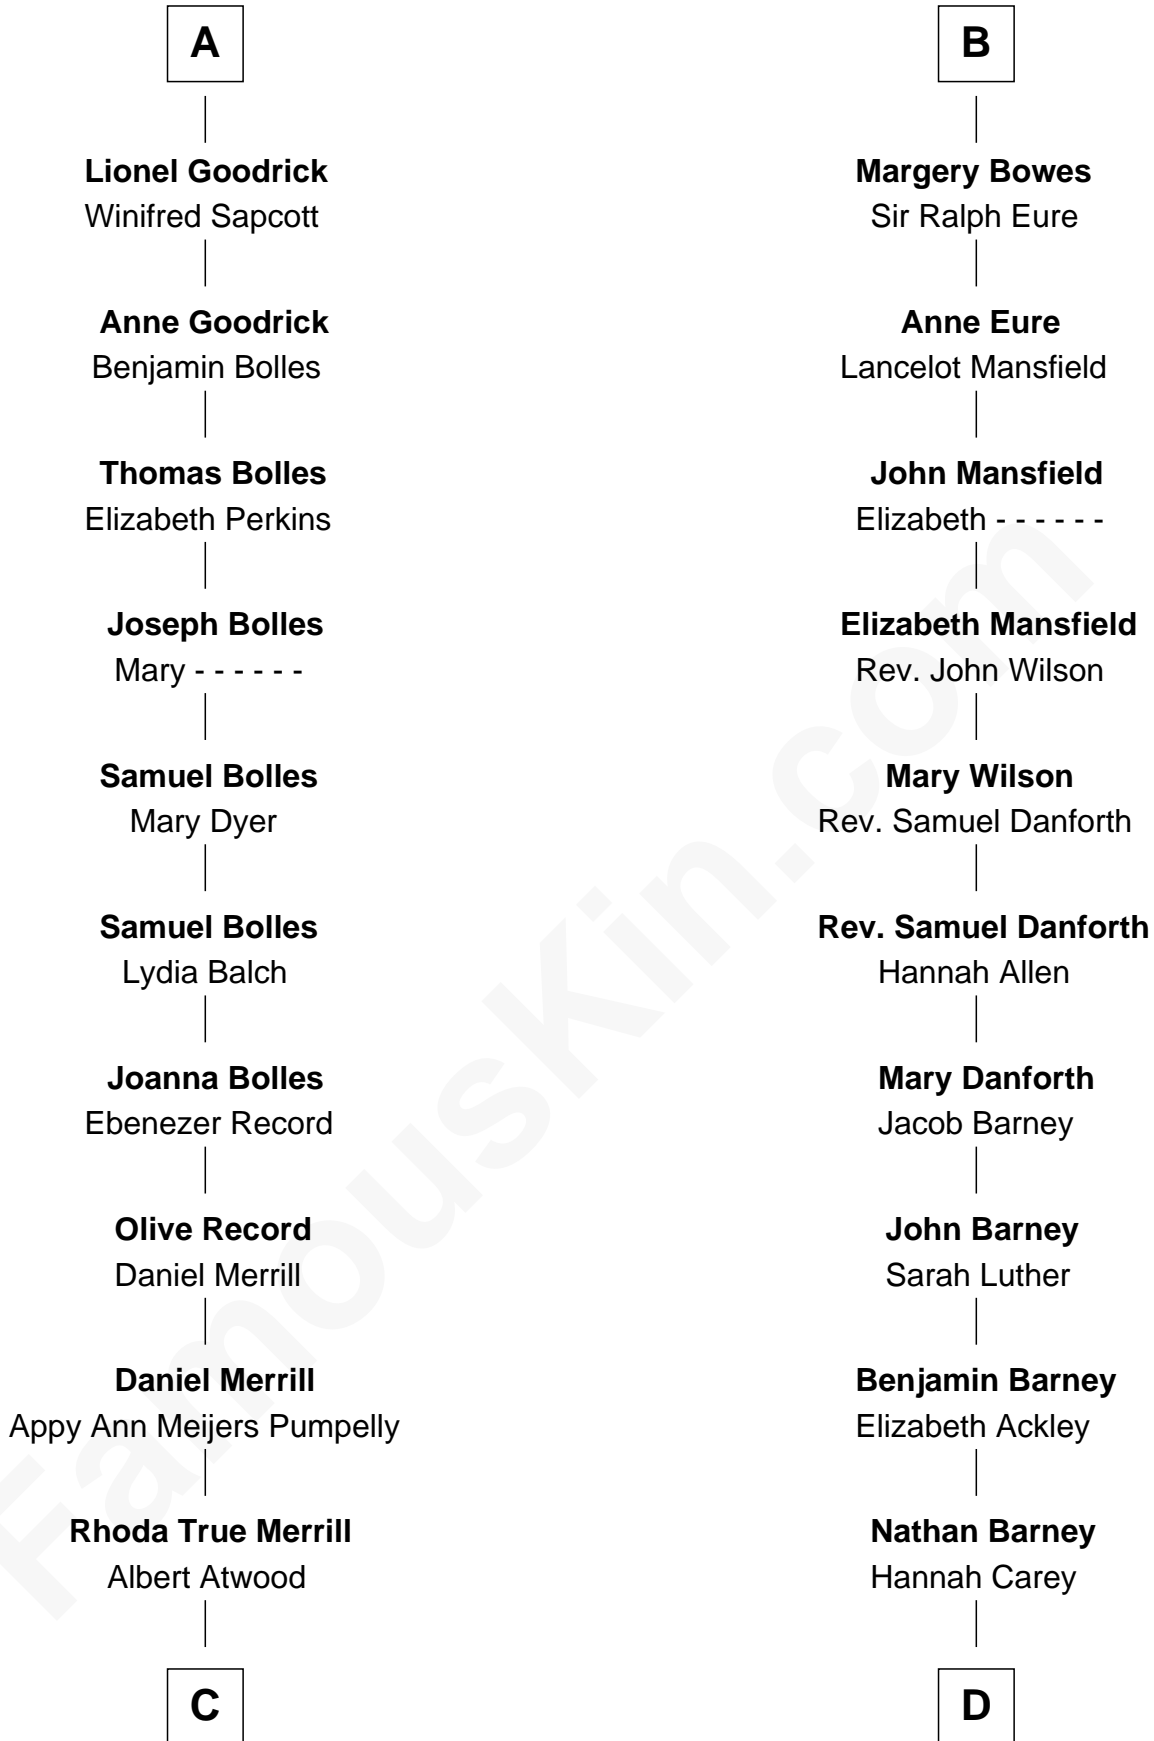 A
Lionel Goodrick
Winifred Sapcott
Anne Goodrick
Benjamin Bolles
Thomas Bolles
Elizabeth Perkins
Joseph Bolles
Mary - - - - - -
Samuel Bolles
Mary Dyer
Samuel Bolles
Lydia Balch
Joanna Bolles
Ebenezer Record
Olive Record
Daniel Merrill
Daniel Merrill
Appy Ann Meijers Pumpelly
Rhoda True Merrill
Albert Atwood
C
B
Margery Bowes
Sir Ralph Eure
Anne Eure
Lancelot Mansfield
John Mansfield
Elizabeth - - - - - -
Elizabeth Mansfield
Rev. John Wilson
Mary Wilson
Rev. Samuel Danforth
Rev. Samuel Danforth
Hannah Allen
Mary Danforth
Jacob Barney
John Barney
Sarah Luther
Benjamin Barney
Elizabeth Ackley
Nathan Barney
Hannah Carey
D
FamousKin.com